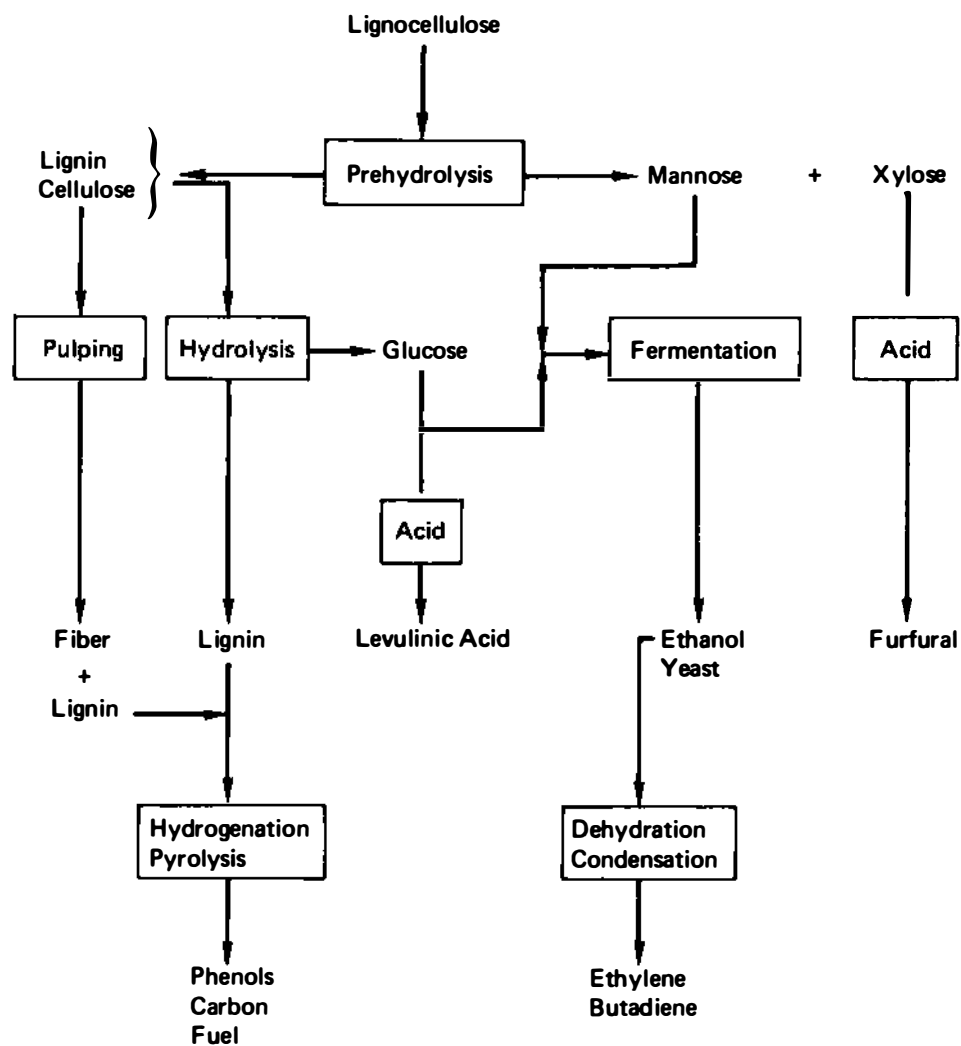 Lignocellulose
Lignin
Cellulose
Prehydrolysis
Mannose + Xylose
Pulping
Hydrolysis
Glucose
Fermentation
Acid
Acid
Fiber
+
Lignin
Lignin
Levulinic Acid
Ethanol
Yeast
Furfural
Hydrogenation
Pyrolysis
Dehydration
Condensation
Phenols
Carbon
Fuel
Ethylene
Butadiene